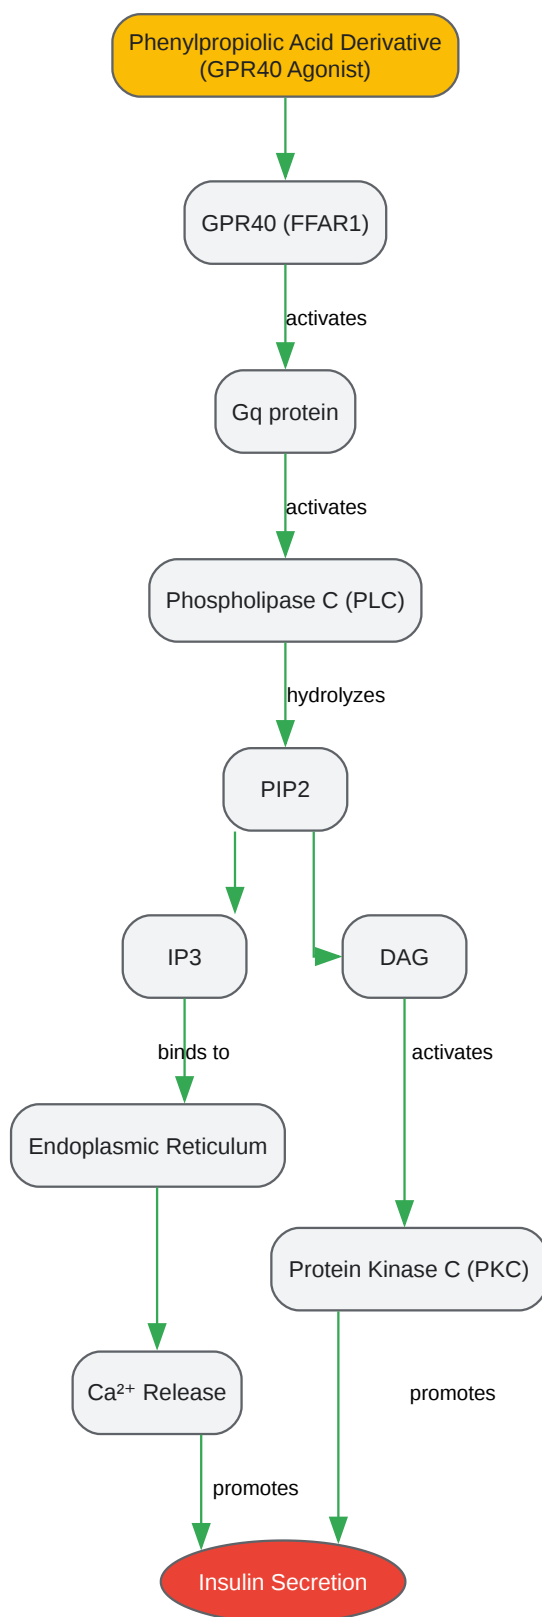 Phenylpropiolic Acid Derivative
(GPR40 Agonist)
GPR40 (FFAR1)
activates
Gq protein
activates
Phospholipase C (PLC)
hydrolyzes
PIP2
IP3
DAG
binds to
activates
Endoplasmic Reticulum
Protein Kinase C (PKC)
Ca²⁺ Release
promotes
promotes
Insulin Secretion